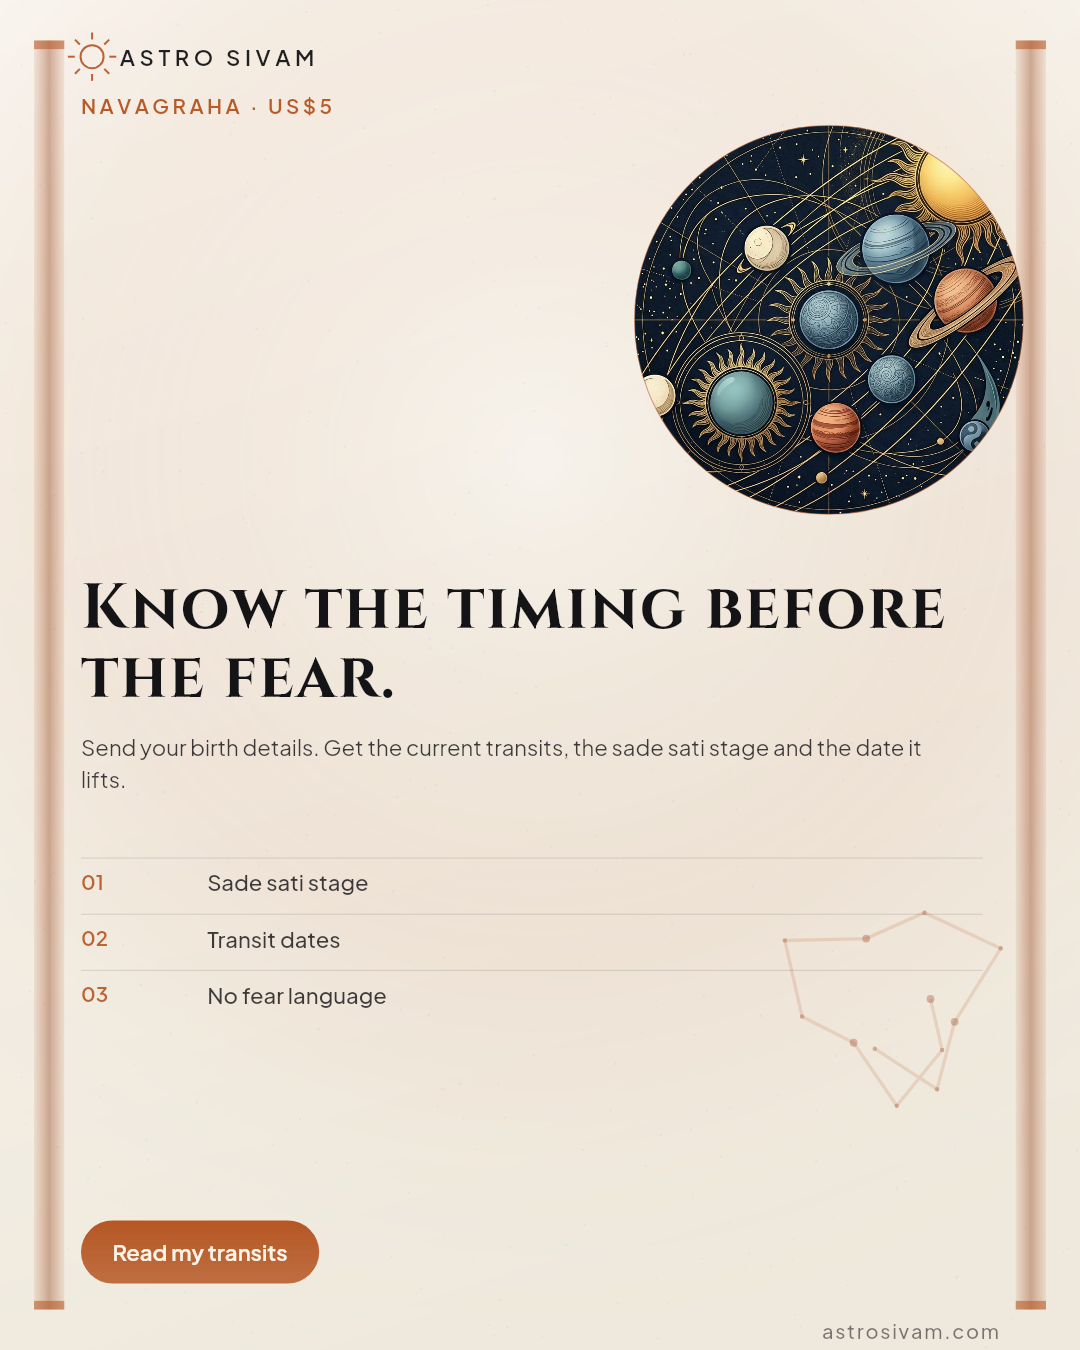 ASTRO SIVAM
NAVAGRAHA · US$5
Know the timing before
the fear.
Send your birth details. Get the current transits, the sade sati stage and the date it
lifts.
01 Sade sati stage
02 Transit dates
03 No fear language
Read my transits
astrosivam.com